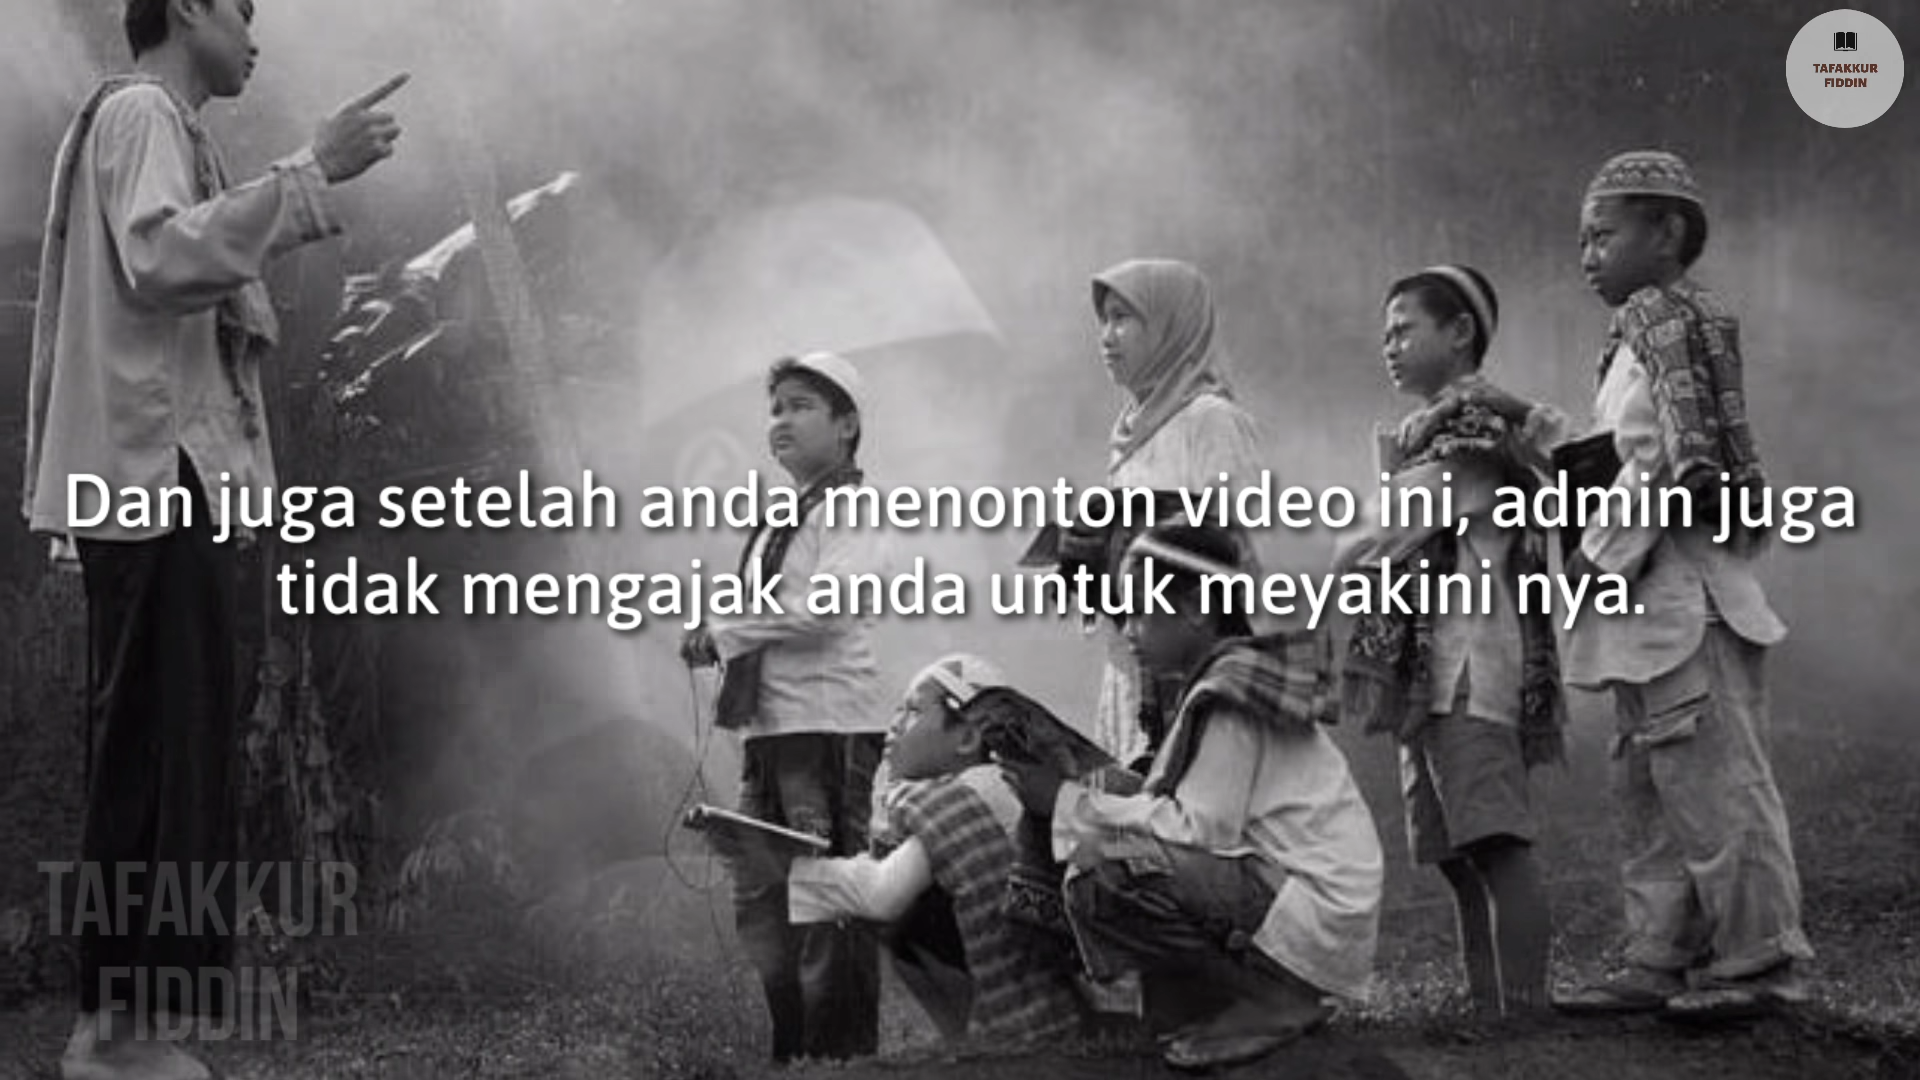 TAFAKKUR
FIDDIN
Dan juga setelah anda menonton video ini, admin juga
tidak mengajak anda untuk meyakini nya.
TAFAKKUR
FIDDIN